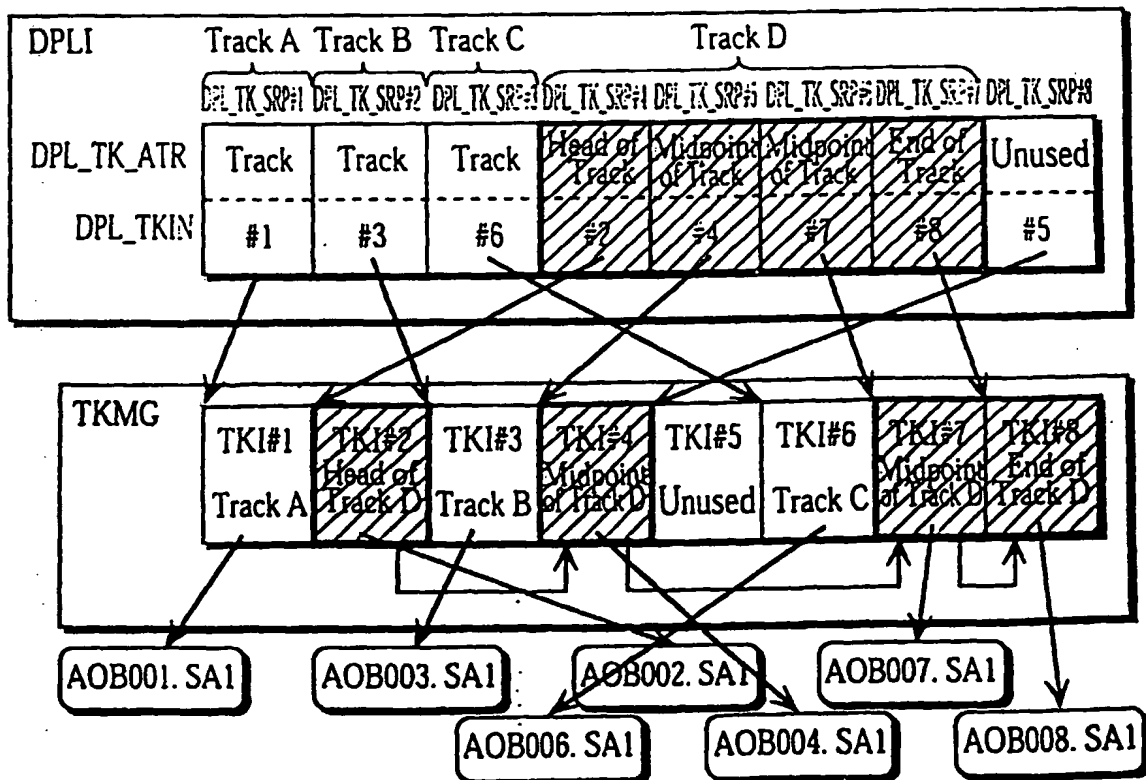 DPLI
Track A Track B Track C Track D
DPL_TK_SRP#1 DPL_TK_SRP#2 DPL_TK_SRP#3 DPL_TK_SRP#4 DPL_TK_SRP#5 DPL_TK_SRP#6 DPL_TK_SRP#7 DPL_TK_SRP#8
DPL_TK_ATR Track Track Track Head of Track Midpoint of Track Midpoint of Track End of Track Unused
DPL_TKIN #1 #3 #6 #2 #4 #7 #8 #5
TKMG
TKI#1 TKI#2 TKI#3 TKI#4 TKI#5 TKI#6 TKI#7 TKI#8
Track A Head of Track D Track B Midpoint of Track D Unused Track C Midpoint of Track D End of Track D
AOB001. SA1 AOB003. SA1 AOB002. SA1 AOB007. SA1
AOB006. SA1 AOB004. SA1 AOB008. SA1